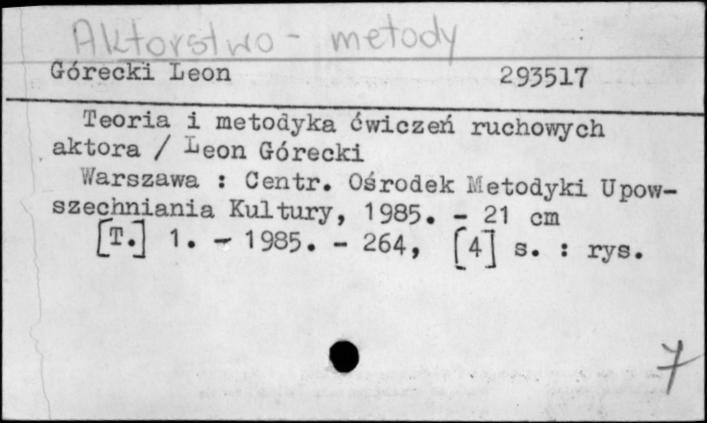 Aktorstwo - metody
Górecki Leon 293517
Teoria i metodyka ćwiczeń ruchowych
aktora / Leon Górecki
Warszawa : Centr. Ośrodek Metodyki Upow-
szechniania Kultury, 1985. - 21 cm
[T.] 1. - 1985. - 264, [4] s. : rys.
7